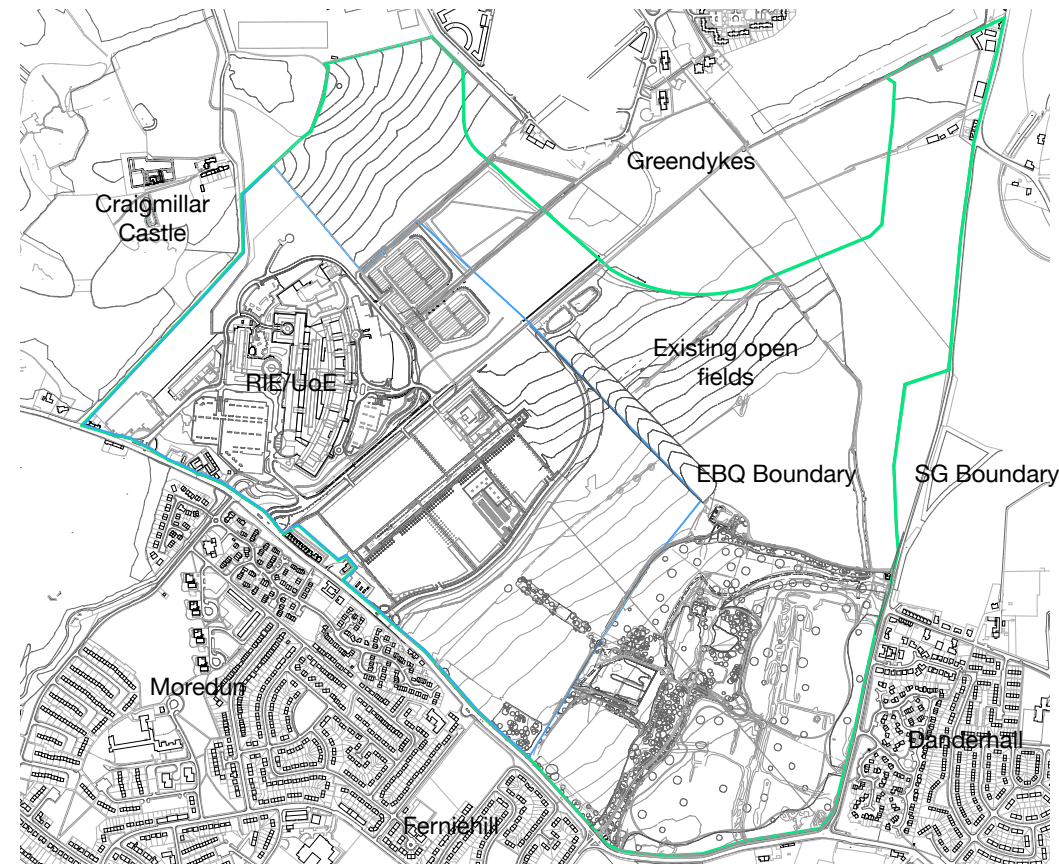 Greendykes
Craigmillar
Castle
Existing open
fields
RIE/UoE
EBQ Boundary
SG Boundary
Moredun
Danderhall
Ferniehill